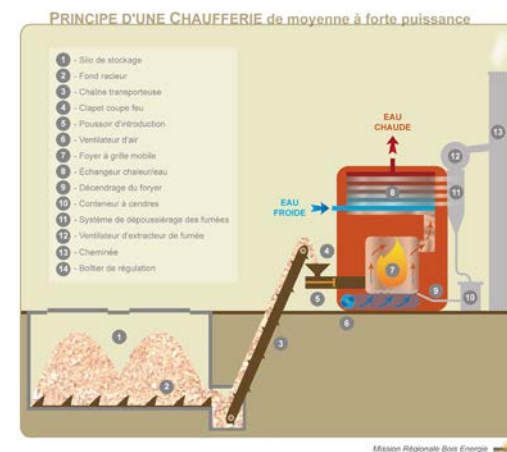 PRINCIPE D'UNE CHAUFFERIE de moyenne à forte puissance
1 - Silo de stockage
2 - Fond racleur
3 - Chaîne transporteuse
4 - Clapet coupe feu
5 - Poussoir d'introduction
6 - Ventilateur d'air
7 - Foyer à grille mobile
8 - Echangeur chaleur/eau
9 - Décendrage du foryer
10 - Conteneur à cendres
11 - Système de dépoussiérage des fumées
12 - Ventilateur d'extracteur de fumée
13 - Cheminée
14 - Boîtier de régulation
EAU
CHAUDE
EAU
FROIDE
1
2
3
4
5
6
7
8
9
10
11
12
13
Mission Régionale Bois Energie